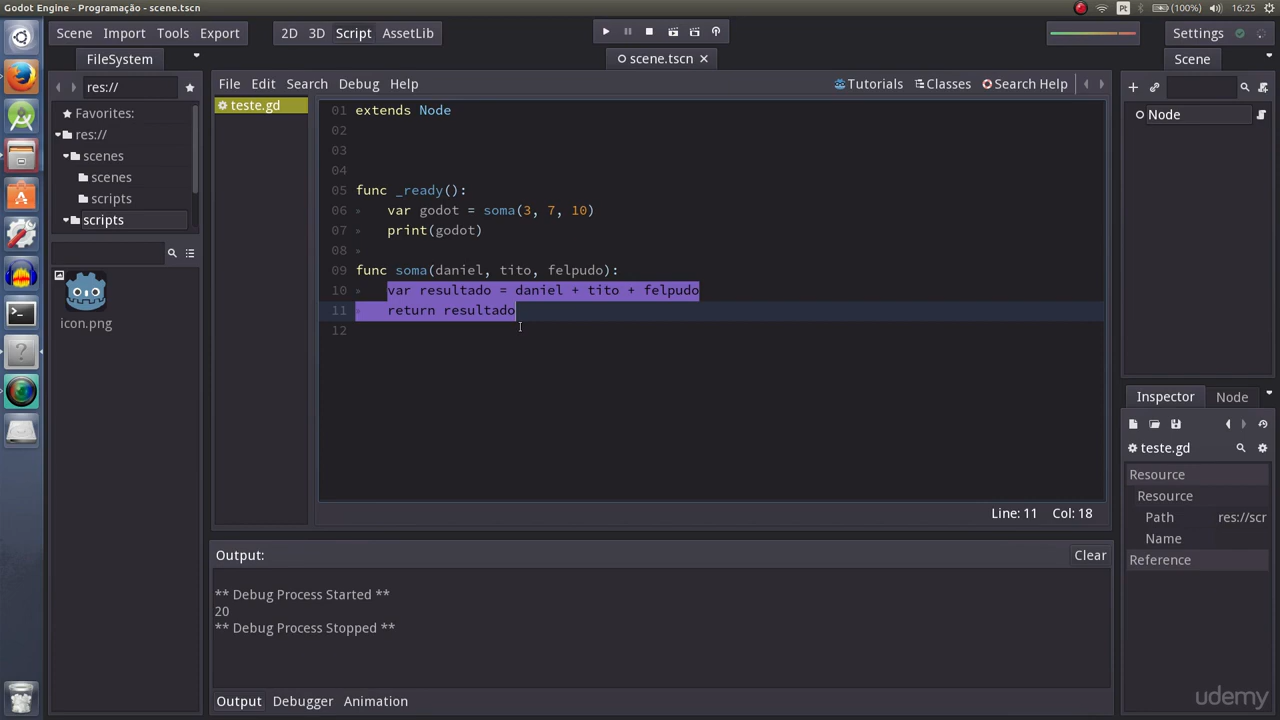 Godot Engine - Programação - scene.tscn
Pt
(100%)
16:25
Scene Import Tools Export
2D 3D Script AssetLib
Settings
FileSystem
scene.tscn
Scene
res://
File Edit Search Debug Help
Tutorials Classes Search Help
Favorites:
res://
scenes
scenes
scripts
scripts
icon.png
teste.gd
01 extends Node
02
03
04
05 func _ready():
06 var godot = soma(3, 7, 10)
07 print(godot)
08
09 func soma(daniel, tito, felpudo):
10 var resultado = daniel + tito + felpudo
11 return resultado
12
Line: 11 Col: 18
Node
Inspector Node
teste.gd
Resource
Resource
Path res://scr
Name
Reference
Output: Clear
** Debug Process Started **
20
** Debug Process Stopped **
Output Debugger Animation
udemy